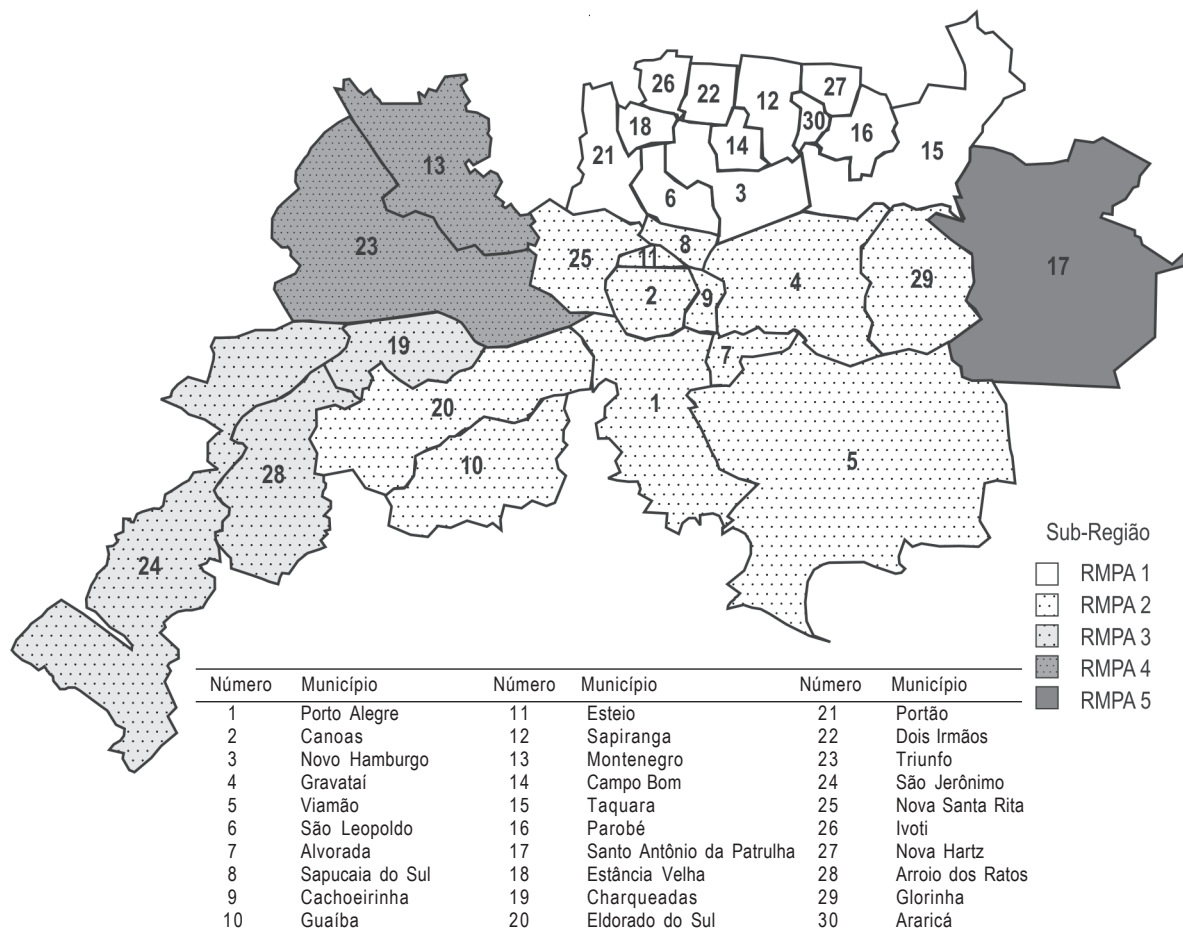 26
22
12
27
30
16
18
14
15
21
13
6
3
8
23
25
11
4
29
17
2
9
19
7
20
1
10
5
28
24
Sub-Região
RMPA 1
RMPA 2
RMPA 3
RMPA 4
RMPA 5
Número Município Número Município Número Município
1 Porto Alegre 11 Esteio 21 Portão
2 Canoas 12 Sapiranga 22 Dois Irmãos
3 Novo Hamburgo 13 Montenegro 23 Triunfo
4 Gravataí 14 Campo Bom 24 São Jerônimo
5 Viamão 15 Taquara 25 Nova Santa Rita
6 São Leopoldo 16 Parobé 26 Ivoti
7 Alvorada 17 Santo Antônio da Patrulha 27 Nova Hartz
8 Sapucaia do Sul 18 Estância Velha 28 Arroio dos Ratos
9 Cachoeirinha 19 Charqueadas 29 Glorinha
10 Guaíba 20 Eldorado do Sul 30 Araricá